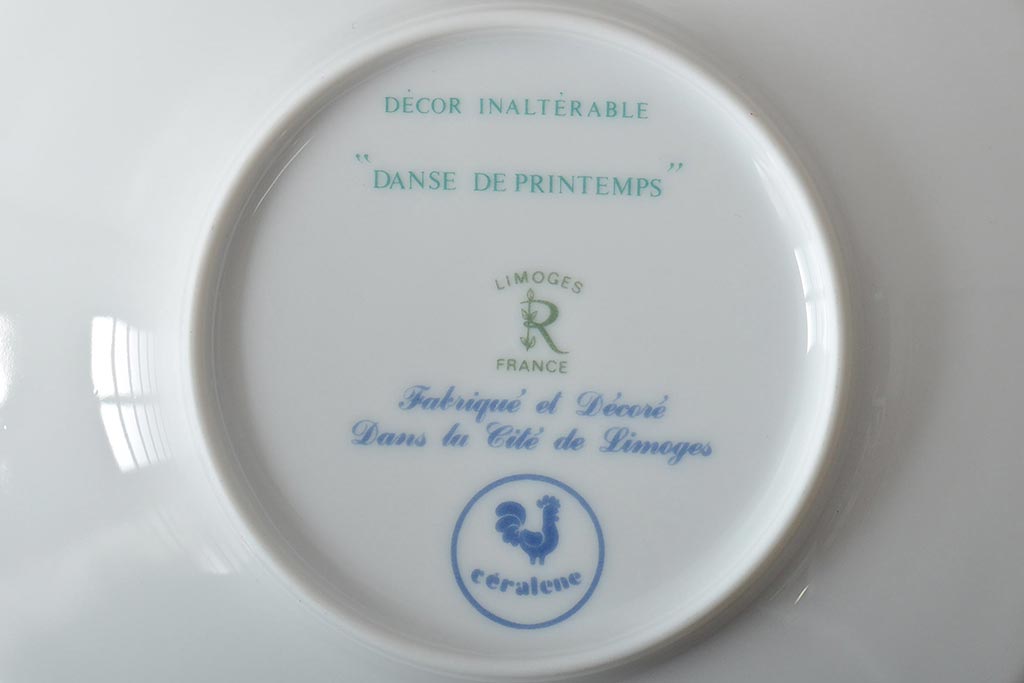 DÉCOR INALTÉRABLE
"DANSE DE PRINTEMPS"
LIMOGES
R
FRANCE
Fabriqué et Décoré
Dans la Cité de Limoges
céralene